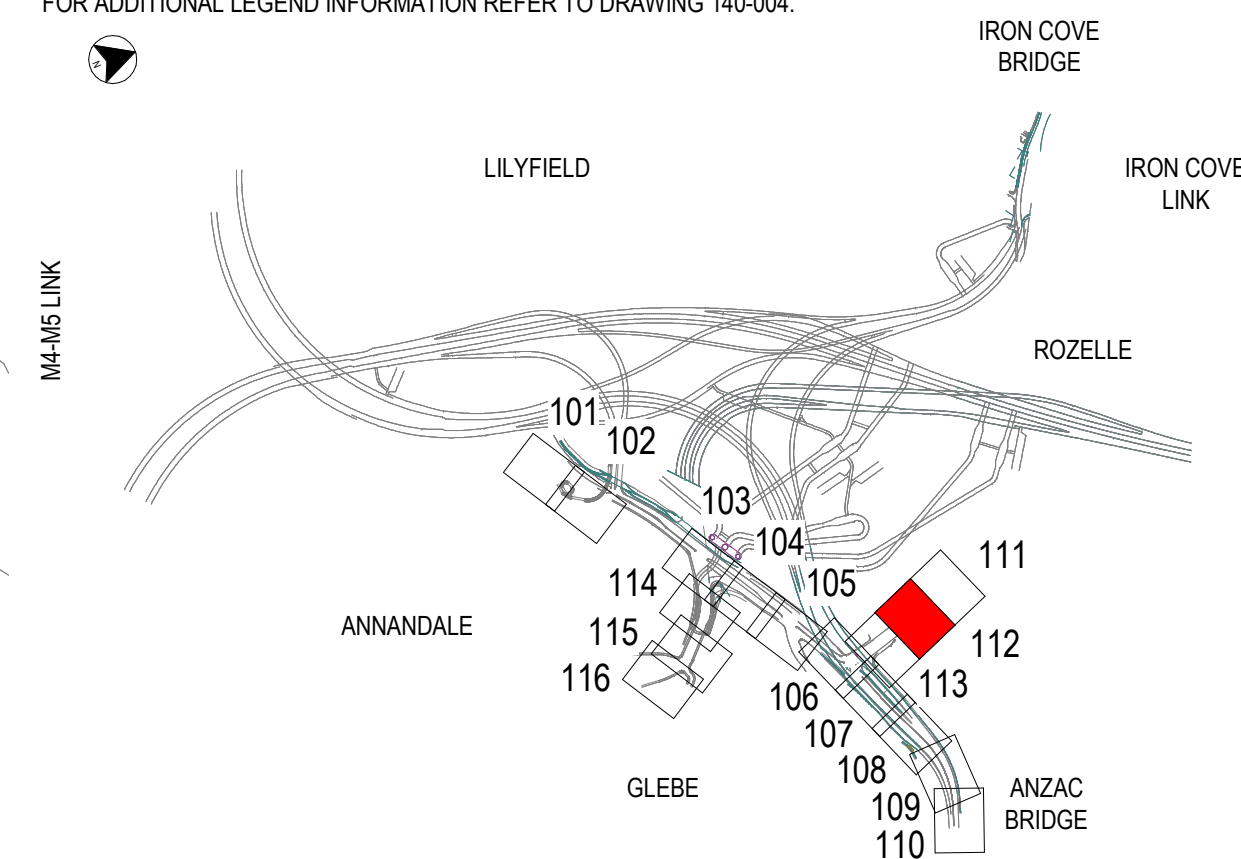 FOR ADDITIONAL LEGEND INFORMATION REFER TO DRAWING 140-004.
N
IRON COVE
BRIDGE
LILYFIELD
IRON COVE
LINK
M4-M5 LINK
ROZELLE
101
102
103
104
105
111
112
113
114
115
116
ANNANDALE
106
107
108
109
110
GLEBE
ANZAC
BRIDGE